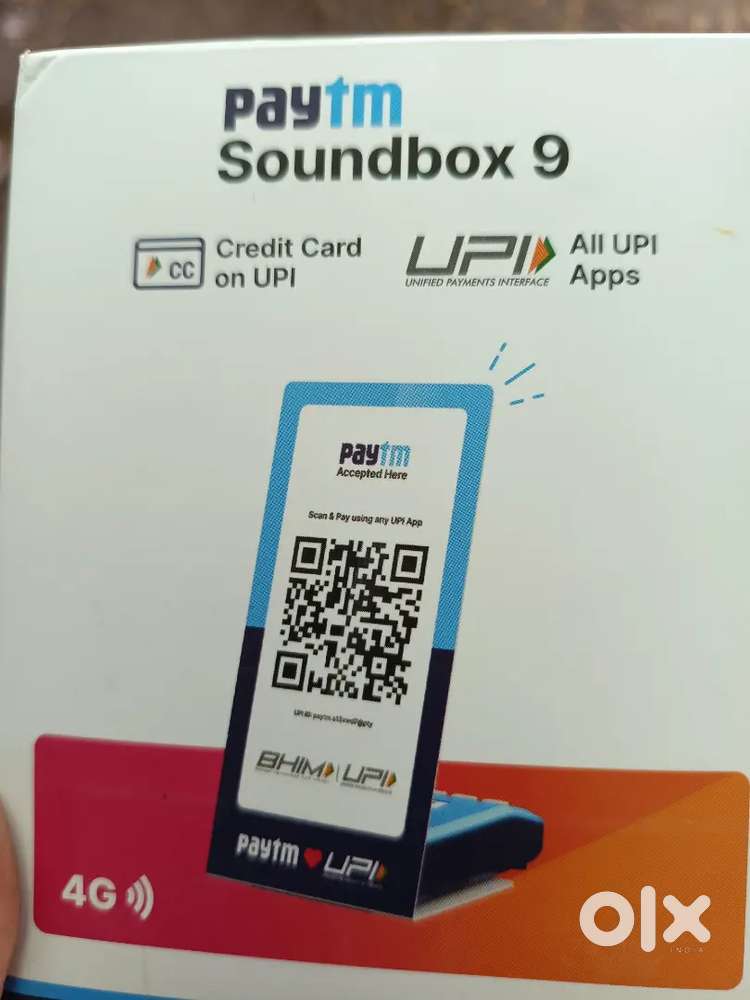 paytm
Soundbox 9
CC
Credit Card
on UPI
UPI
UNIFIED PAYMENTS INTERFACE
All UPI
Apps
paytm
Accepted Here
Scan & Pay using any UPI App
BHIM UPI
paytm UPI
4G
olx
INDIA